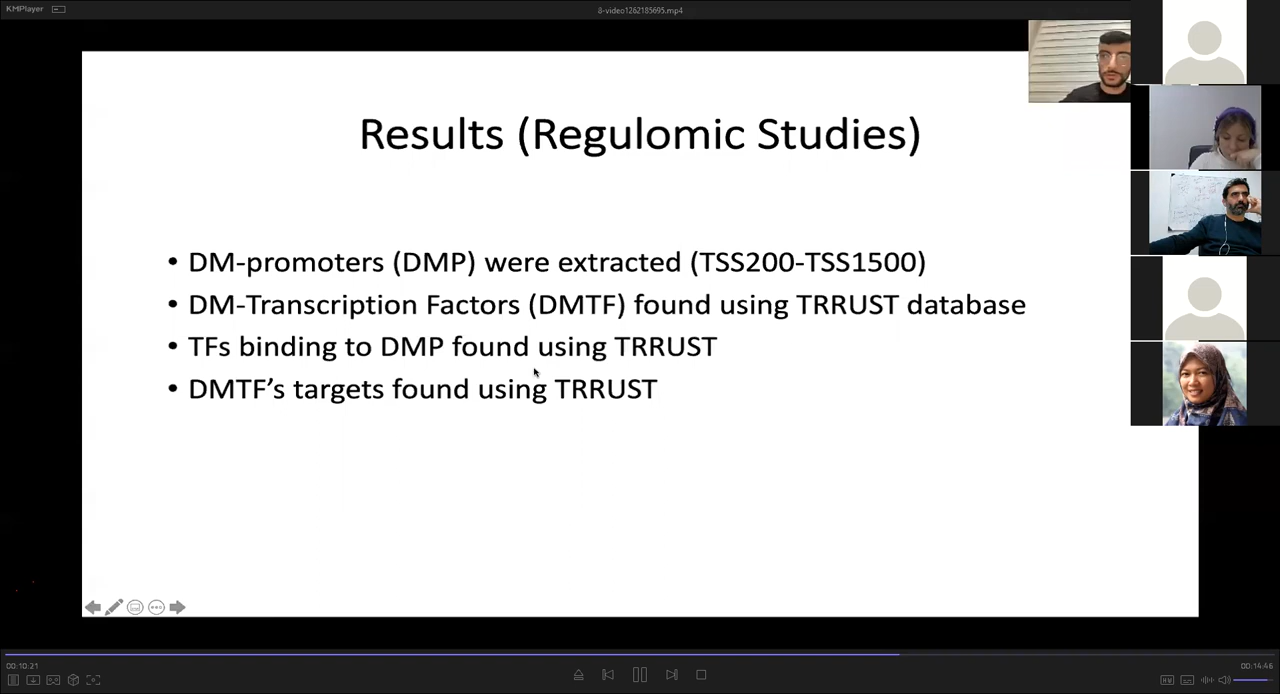 KMPlayer
8-video1262185695.mp4
Results (Regulomic Studies)
• DM-promoters (DMP) were extracted (TSS200-TSS1500)
• DM-Transcription Factors (DMTF) found using TRRUST database
• TFs binding to DMP found using TRRUST
• DMTF’s targets found using TRRUST
00:10:21
00:14:46